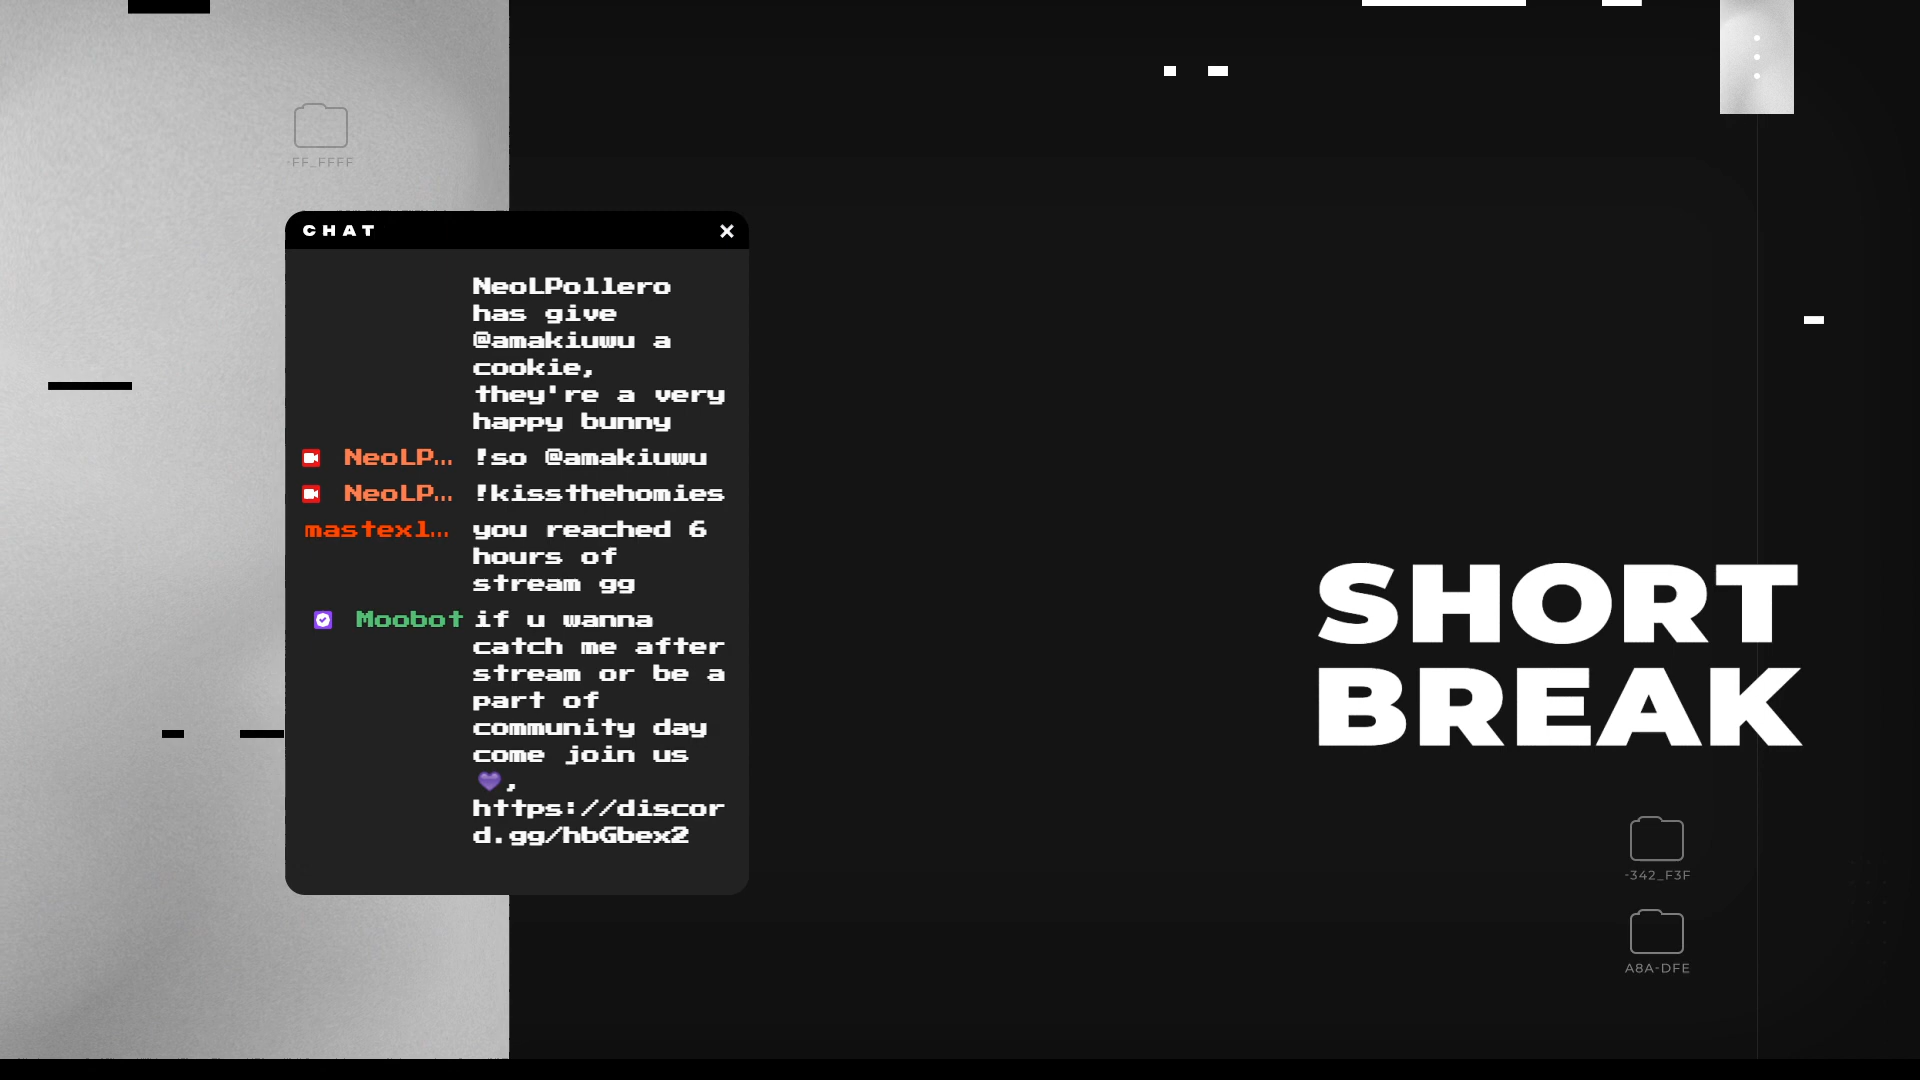 -FF_FFFF
CHAT
NeoLPollero
has give
@amakiuwu a
cookie,
they're a very
happy bunny
NeoLP... !so @amakiuwu
NeoLP... !kissthehomies
mastexl... you reached 6
hours of
stream gg
Moobot if u wanna
catch me after
stream or be a
part of
community day
come join us
💜,
https://discor
d.gg/hbGbex2
SHORT
BREAK
-342_F3F
A8A-DFE